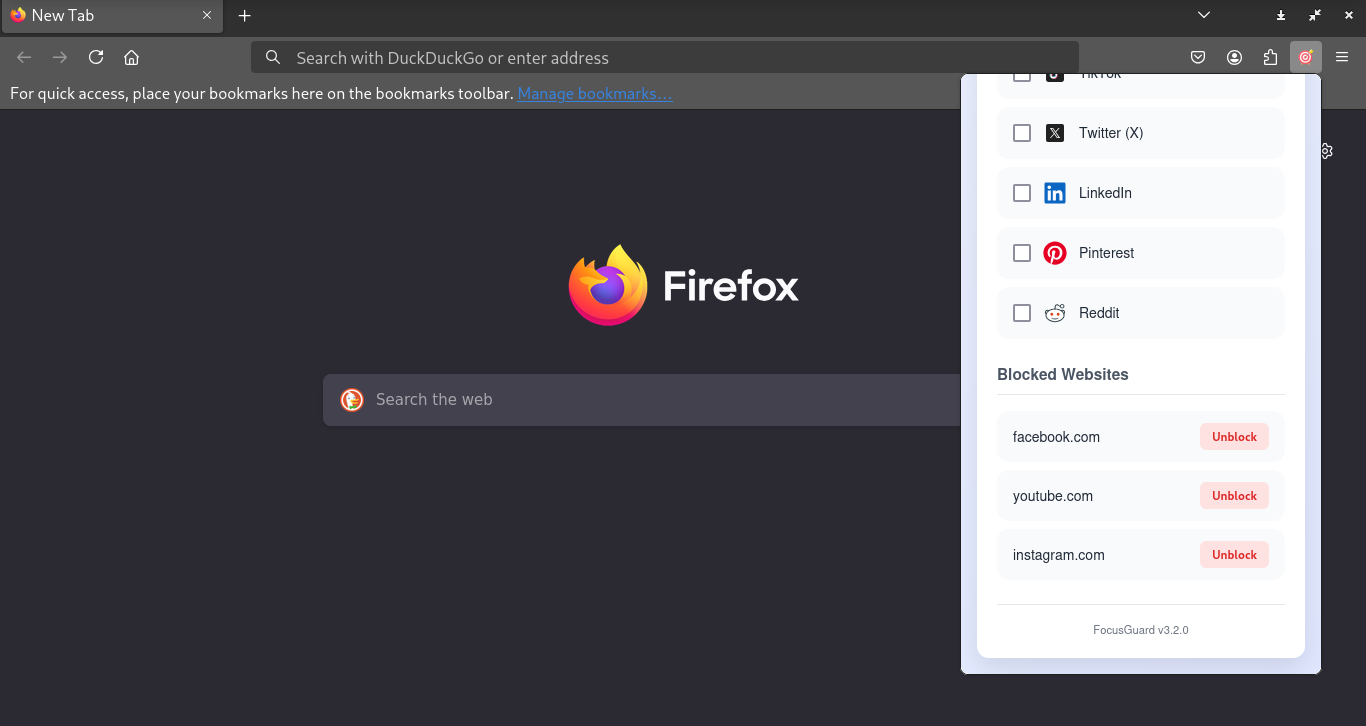 New Tab
Search with DuckDuckGo or enter address
For quick access, place your bookmarks here on the bookmarks toolbar. Manage bookmarks...
TikTok
Twitter (X)
LinkedIn
Pinterest
Reddit
Firefox
Search the web
Blocked Websites
facebook.com Unblock
youtube.com Unblock
instagram.com Unblock
FocusGuard v3.2.0